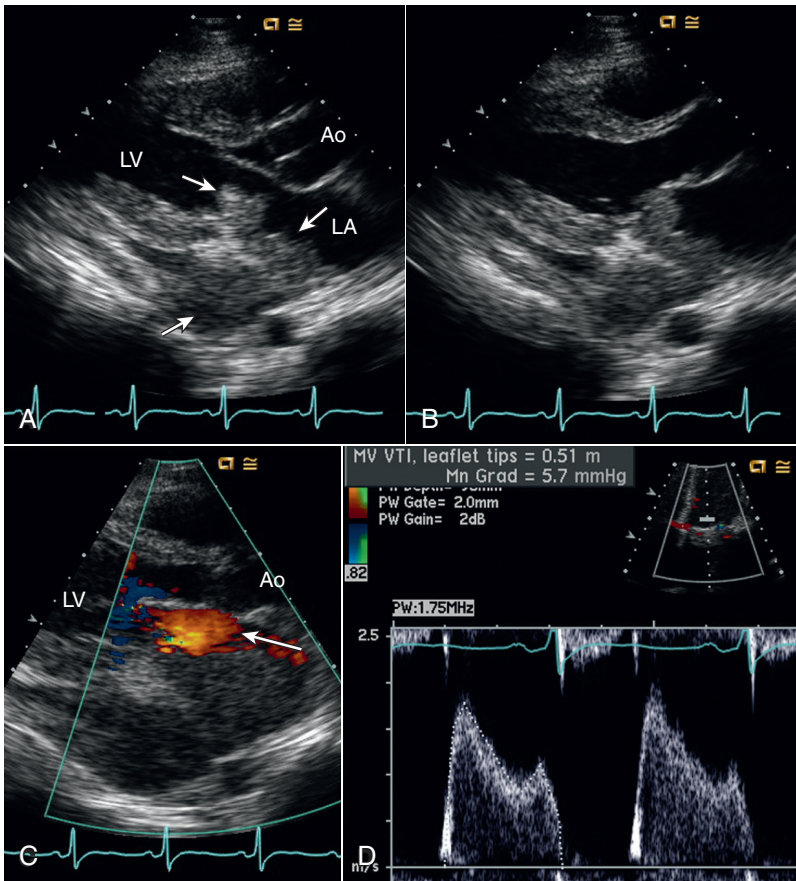 LV
Ao
LA
A
B
LV
Ao
C
MV VTI, leaflet tips = 0.51 m
Mn Grad = 5.7 mmHg
PW Gate= 2.0mm
PW Gain= 2dB
.82
PW:1.75MHz
2.5
m/s
D